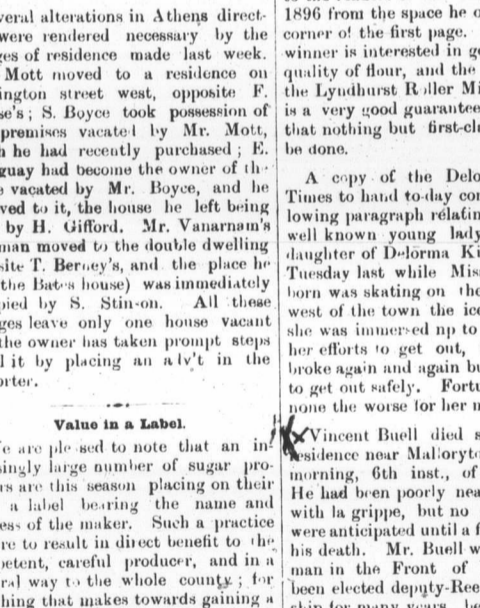 veral alterations in Athens direct-
were rendered necessary by the
ges of residence made last week.
Mott moved to a residence on
ington street west, opposite F.
se's; S. Boyce took possession of
premises vacated by Mr. Mott,
h he had recently purchased; E.
guay had become the owner of th
e vacated by Mr. Boyce, and he
ved to it, the house he left being
by H. Gifford. Mr. Vanarnam's
man moved to the double dwelling
site T. Berney's, and the place he
the Bates house) was immediately
pied by S. Stinson. All these
ges leave only one house vacant
the owner has taken prompt steps
l it by placing an adv't in the
orter.
Value in a Label.
e are pleased to note that an in-
singly large number of sugar pro-
rs are this season placing on their
a label bearing the name and
ess of the maker. Such a practice
re to result in direct benefit to the
petent, careful producer, and in a
ral way to the whole county; for
hing that makes towards gaining a
1896 from the space he o
corner of the first page.
winner is interested in g
quality of flour, and the
the Lyndhurst Roller Mi
is a very good guarantee
that nothing but first-cl
be done.
A copy of the Delo
Times to hand to-day con
lowing paragraph relatin
well known young lady
daughter of Delorma Ki
Tuesday last while Mis
born was skating on the
west of the town the ice
she was immersed up to
her efforts to get out,
broke again and again bu
to get out safely. Fortu
none the worse for her
Vincent Buell died s
residence near Malloryto
morning, 6th inst., of
He had been poorly nea
with la grippe, but no
were anticipated until a f
his death. Mr. Buell w
man in the Front of
been elected deputy-Ree
ship for many years, he